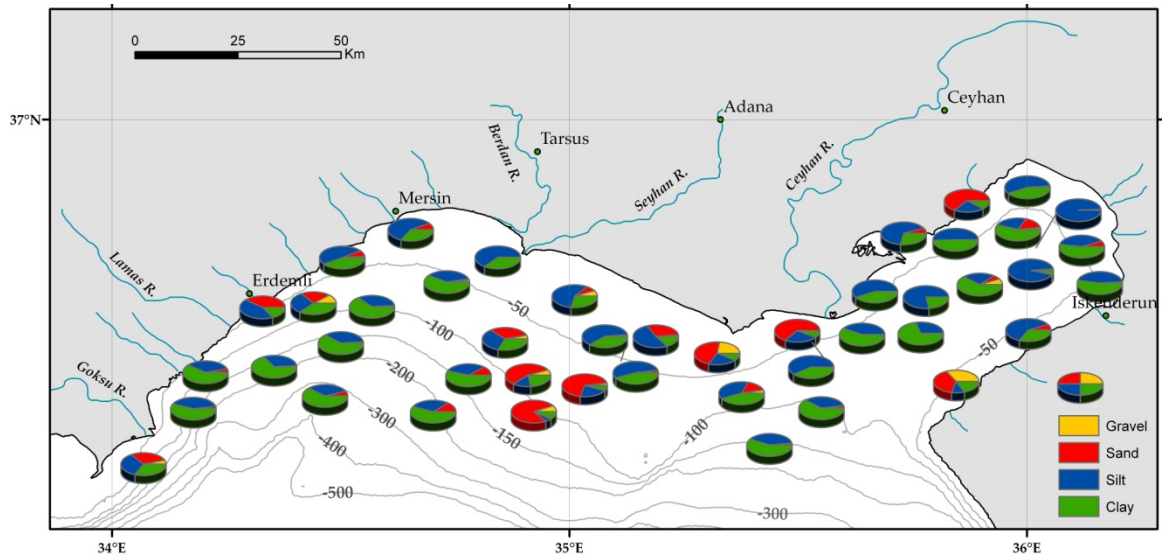 0 25 50
Km
Ceyhan
37°N
Adana
Tarsus
Berdan R.
Ceyhan R.
Seyhan R.
Mersin
Lamas R.
Erdemli
-50
Iskenderun
-100
-50
Goksu R.
-200
-300
-150
-100
-400
-500
-300
Gravel
Sand
Silt
Clay
34°E 35°E 36°E